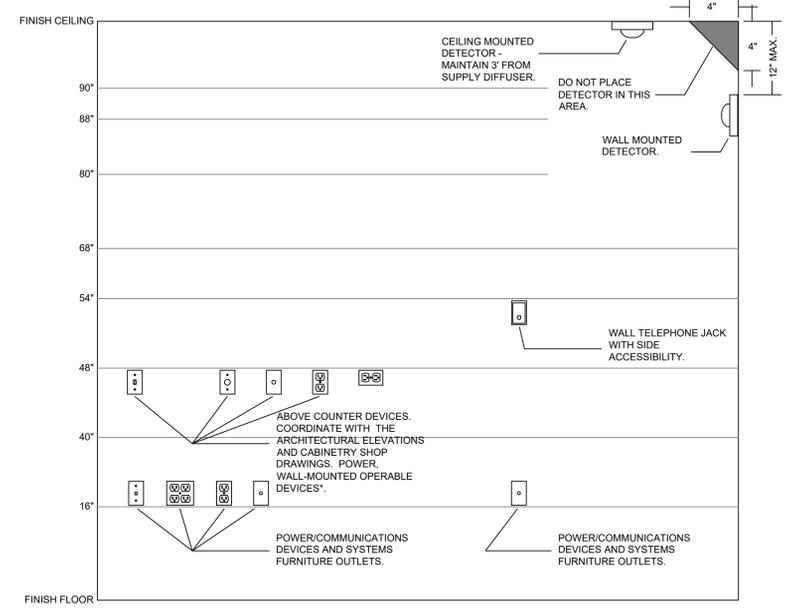 4"
FINISH CEILING
CEILING MOUNTED
DETECTOR -
MAINTAIN 3' FROM
SUPPLY DIFFUSER.
4"
12" MAX.
DO NOT PLACE
DETECTOR IN THIS
AREA.
90"
88"
WALL MOUNTED
DETECTOR.
80"
68"
54"
WALL TELEPHONE JACK
WITH SIDE
ACCESSIBILITY.
48"
ABOVE COUNTER DEVICES.
COORDINATE WITH THE
ARCHITECTURAL ELEVATIONS
AND CABINETRY SHOP
DRAWINGS. POWER,
WALL-MOUNTED OPERABLE
DEVICES*.
40"
16"
POWER/COMMUNICATIONS
DEVICES AND SYSTEMS
FURNITURE OUTLETS.
POWER/COMMUNICATIONS
DEVICES AND SYSTEMS
FURNITURE OUTLETS.
FINISH FLOOR